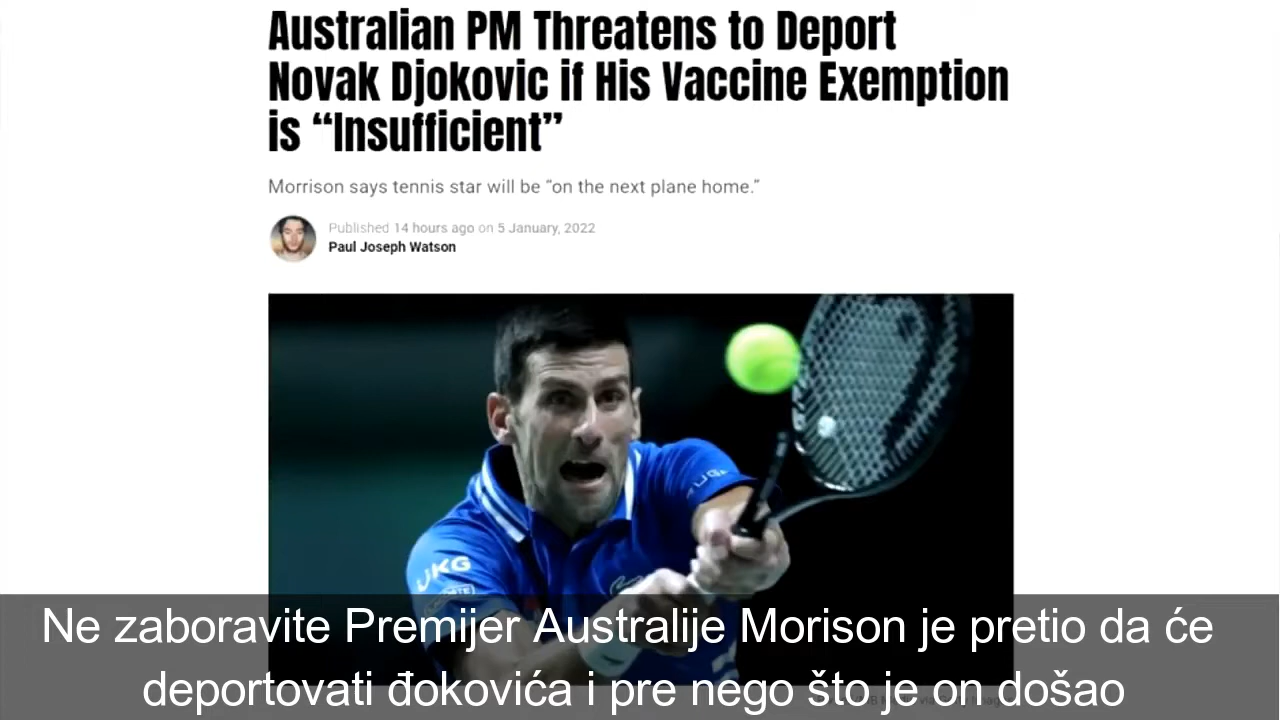 Australian PM Threatens to Deport
Novak Djokovic if His Vaccine Exemption
is “Insufficient”
Morrison says tennis star will be “on the next plane home.”
Published 14 hours ago on 5 January, 2022
Paul Joseph Watson
UKG
Ne zaboravite Premijer Australije Morison je pretio da će
deportovati đokovića i pre nego što je on došao